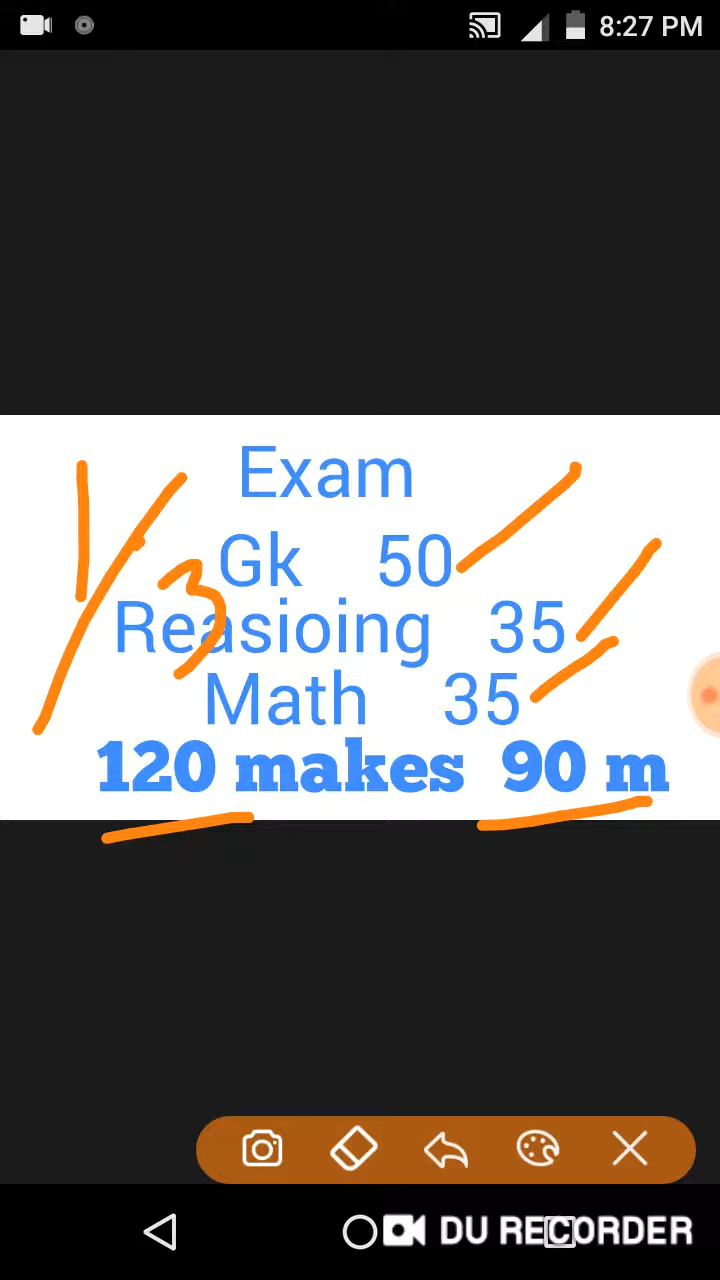 8:27 PM
Exam
Gk 50
Reasioing 35
Math 35
120 makes 90 m
1/3
DU RECORDER